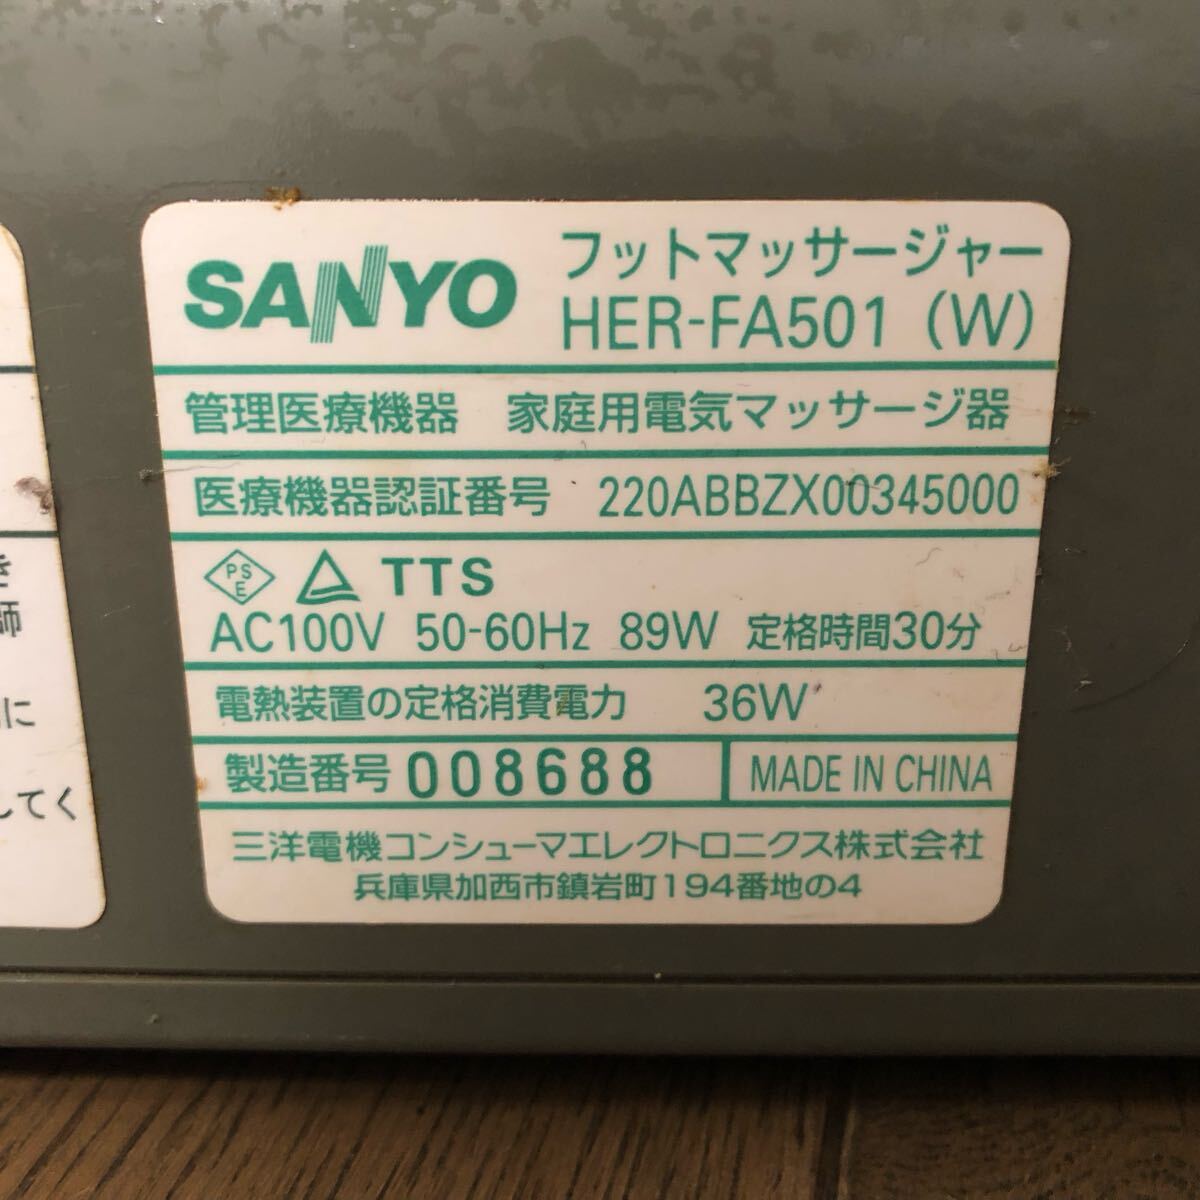 SANYO フットマッサージャー
HER-FA501 (W)
管理医療機器 家庭用電気マッサージ器
医療機器認証番号 220ABBZX00345000
PSE TTS
AC100V 50-60Hz 89W 定格時間30分
電熱装置の定格消費電力 36W
製造番号 008688 MADE IN CHINA
三洋電機コンシューマエレクトロニクス株式会社
兵庫県加西市鎮岩町194番地の4
き
師
に
してく